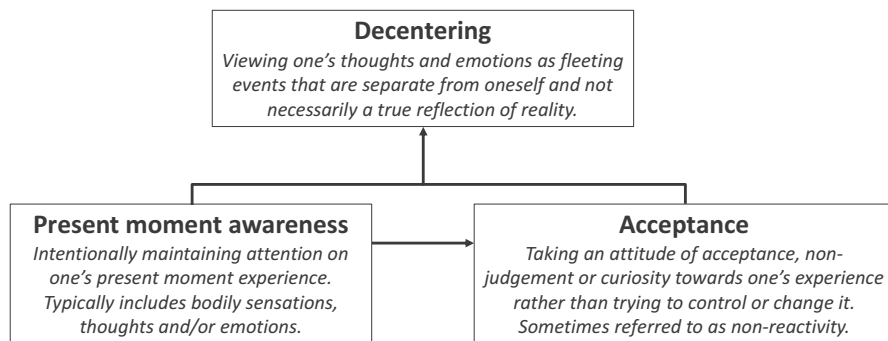 Decentering
Viewing one's thoughts and emotions as fleeting
events that are separate from oneself and not
necessarily a true reflection of reality.
Present moment awareness
Intentionally maintaining attention on
one's present moment experience.
Typically includes bodily sensations,
thoughts and/or emotions.
Acceptance
Taking an attitude of acceptance, non-
judgement or curiosity towards one's experience
rather than trying to control or change it.
Sometimes referred to as non-reactivity.